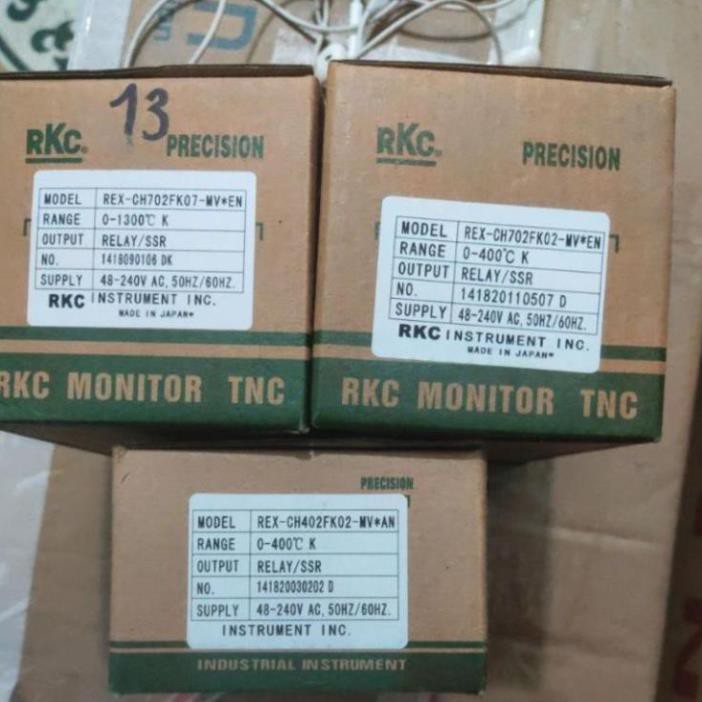 13
RKC® PRECISION
MODEL REX-CH702FK07-MV*EN
RANGE 0-1300℃ K
OUTPUT RELAY/SSR
NO. 1418090106 DK
SUPPLY 48-240V AC, 50HZ/60HZ.
RKC INSTRUMENT INC.
MADE IN JAPAN*
RKC MONITOR TNC
RKC® PRECISION
MODEL REX-CH702FK02-MV*EN
RANGE 0-400℃ K
OUTPUT RELAY/SSR
NO. 141820110507 D
SUPPLY 48-240V AC, 50HZ/60HZ.
RKC INSTRUMENT INC.
MADE IN JAPAN*
RKC MONITOR TNC
PRECISION
MODEL REX-CH402FK02-MV*AN
RANGE 0-400℃ K
OUTPUT RELAY/SSR
NO. 141820030202 D
SUPPLY 48-240V AC, 50HZ/60HZ.
INSTRUMENT INC.
INDUSTRIAL INSTRUMENT